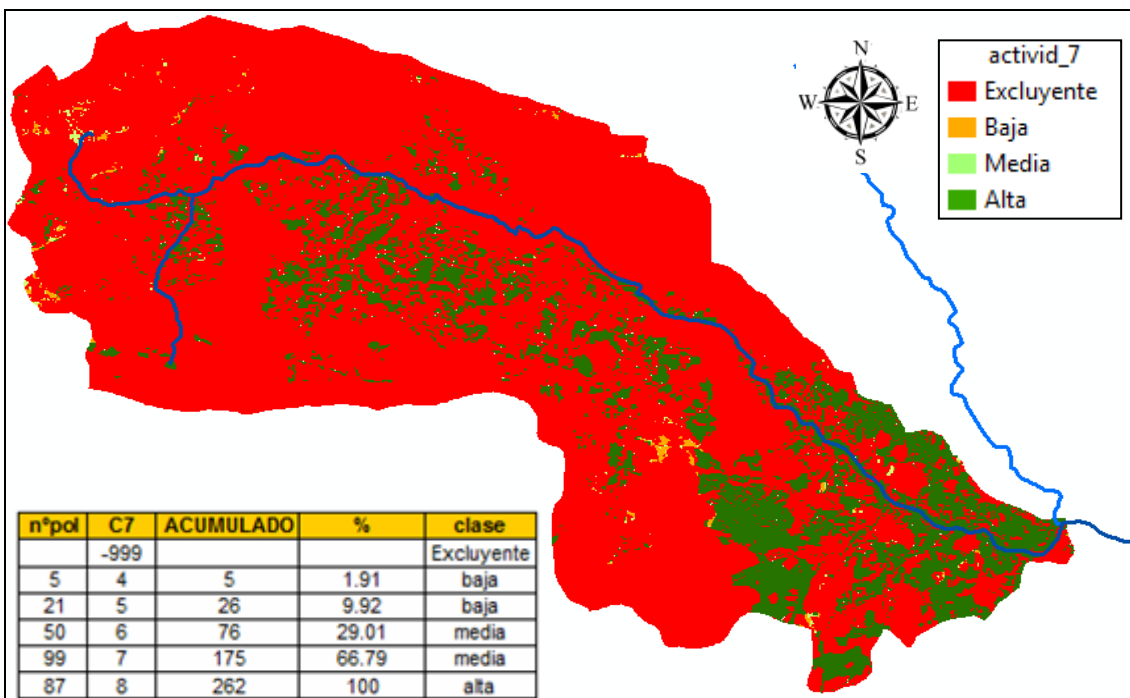 N
W E
S
activid_7
Excluyente
Baja
Media
Alta
nºpol C7 ACUMULADO % clase
-999 Excluyente
5 4 5 1.91 baja
21 5 26 9.92 baja
50 6 76 29.01 media
99 7 175 66.79 media
87 8 262 100 alta